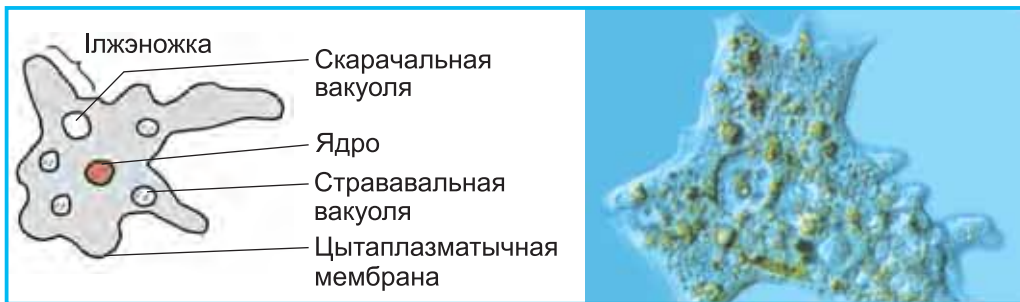 Ілжэножка
Скарачальная
вакуоля
Ядро
Стрававальная
вакуоля
Цытаплазматычная
мембрана